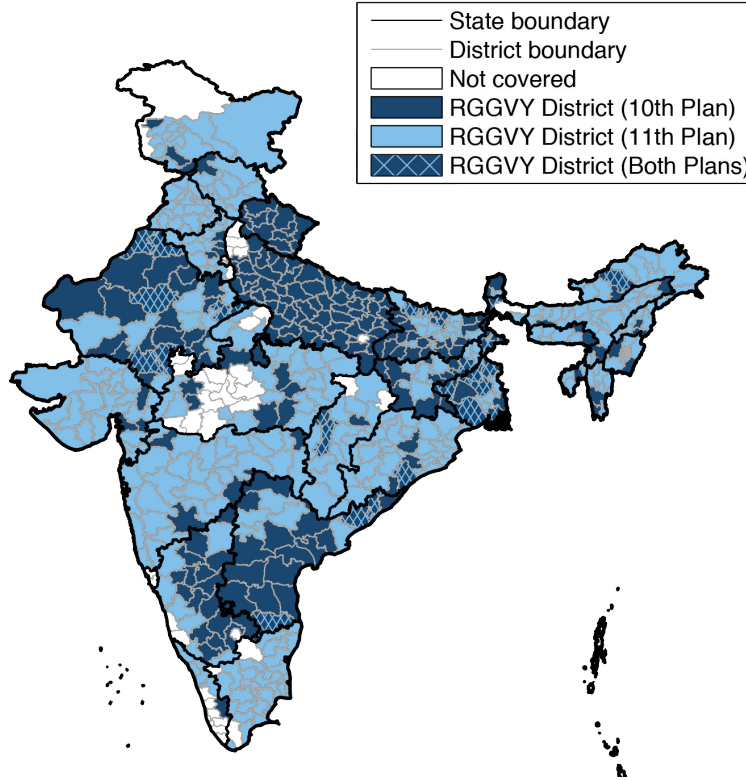 State boundary
District boundary
Not covered
RGGVY District (10th Plan)
RGGVY District (11th Plan)
RGGVY District (Both Plans)